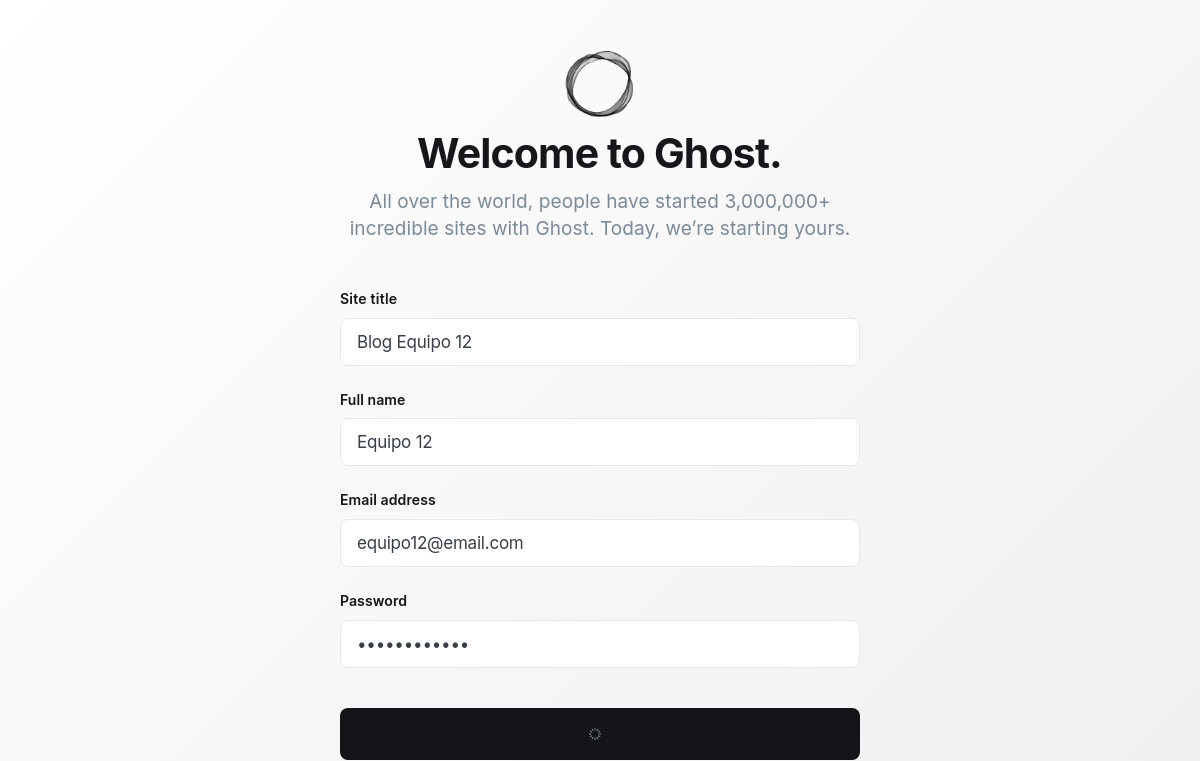 Welcome to Ghost.
All over the world, people have started 3,000,000+
incredible sites with Ghost. Today, we’re starting yours.
Site title
Blog Equipo 12
Full name
Equipo 12
Email address
equipo12@email.com
Password
••••••••••••